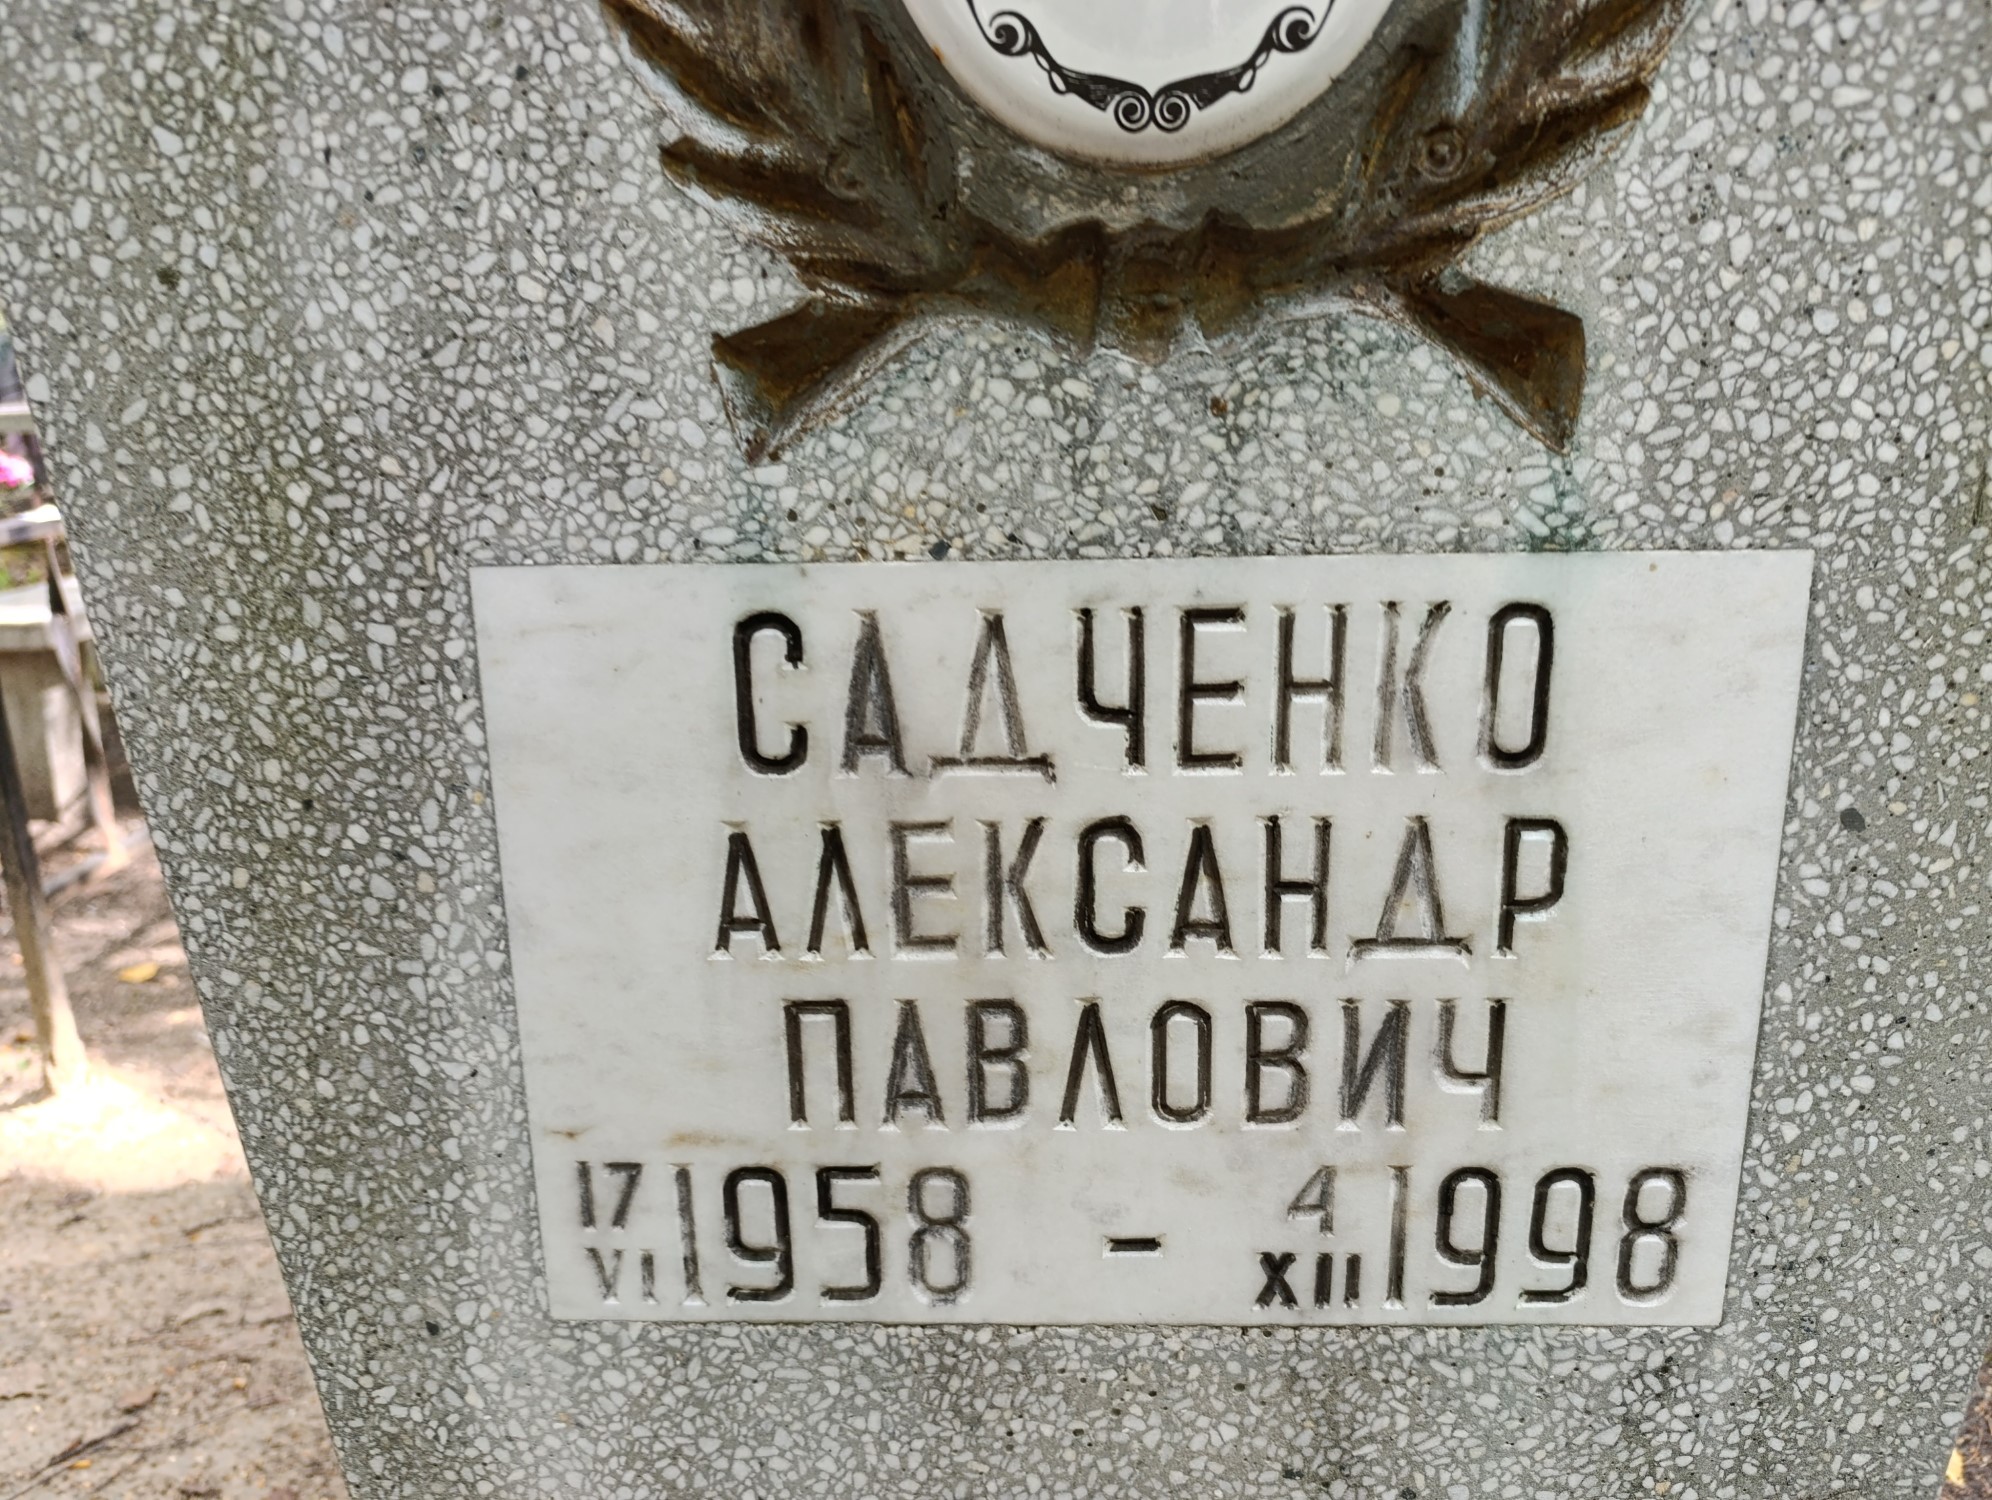 САДЧЕНКО
АЛЕКСАНДР
ПАВЛОВИЧ
17 VI 1958 - 4 XII 1998